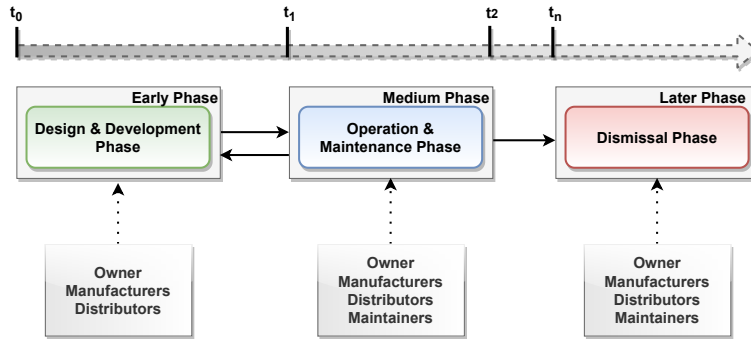 t0
t1
t2
tn
Early Phase
Design & Development
Phase
Medium Phase
Operation &
Maintenance Phase
Later Phase
Dismissal Phase
Owner
Manufacturers
Distributors
Owner
Manufacturers
Distributors
Maintainers
Owner
Manufacturers
Distributors
Maintainers